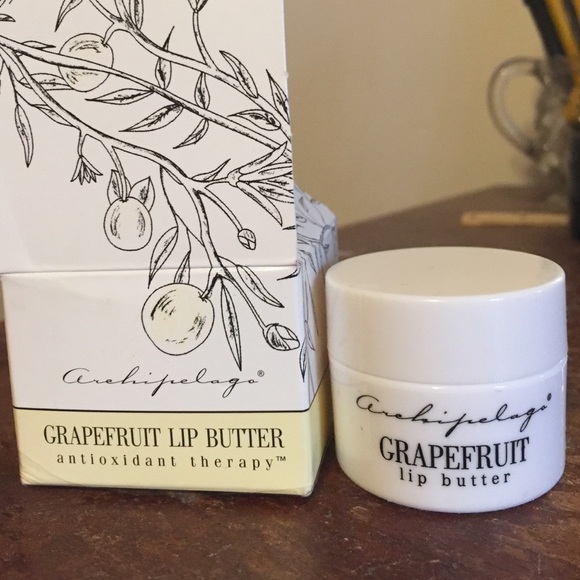 Archipelago®
GRAPEFRUIT LIP BUTTER
antioxidant therapy™
Archipelago®
GRAPEFRUIT
lip butter